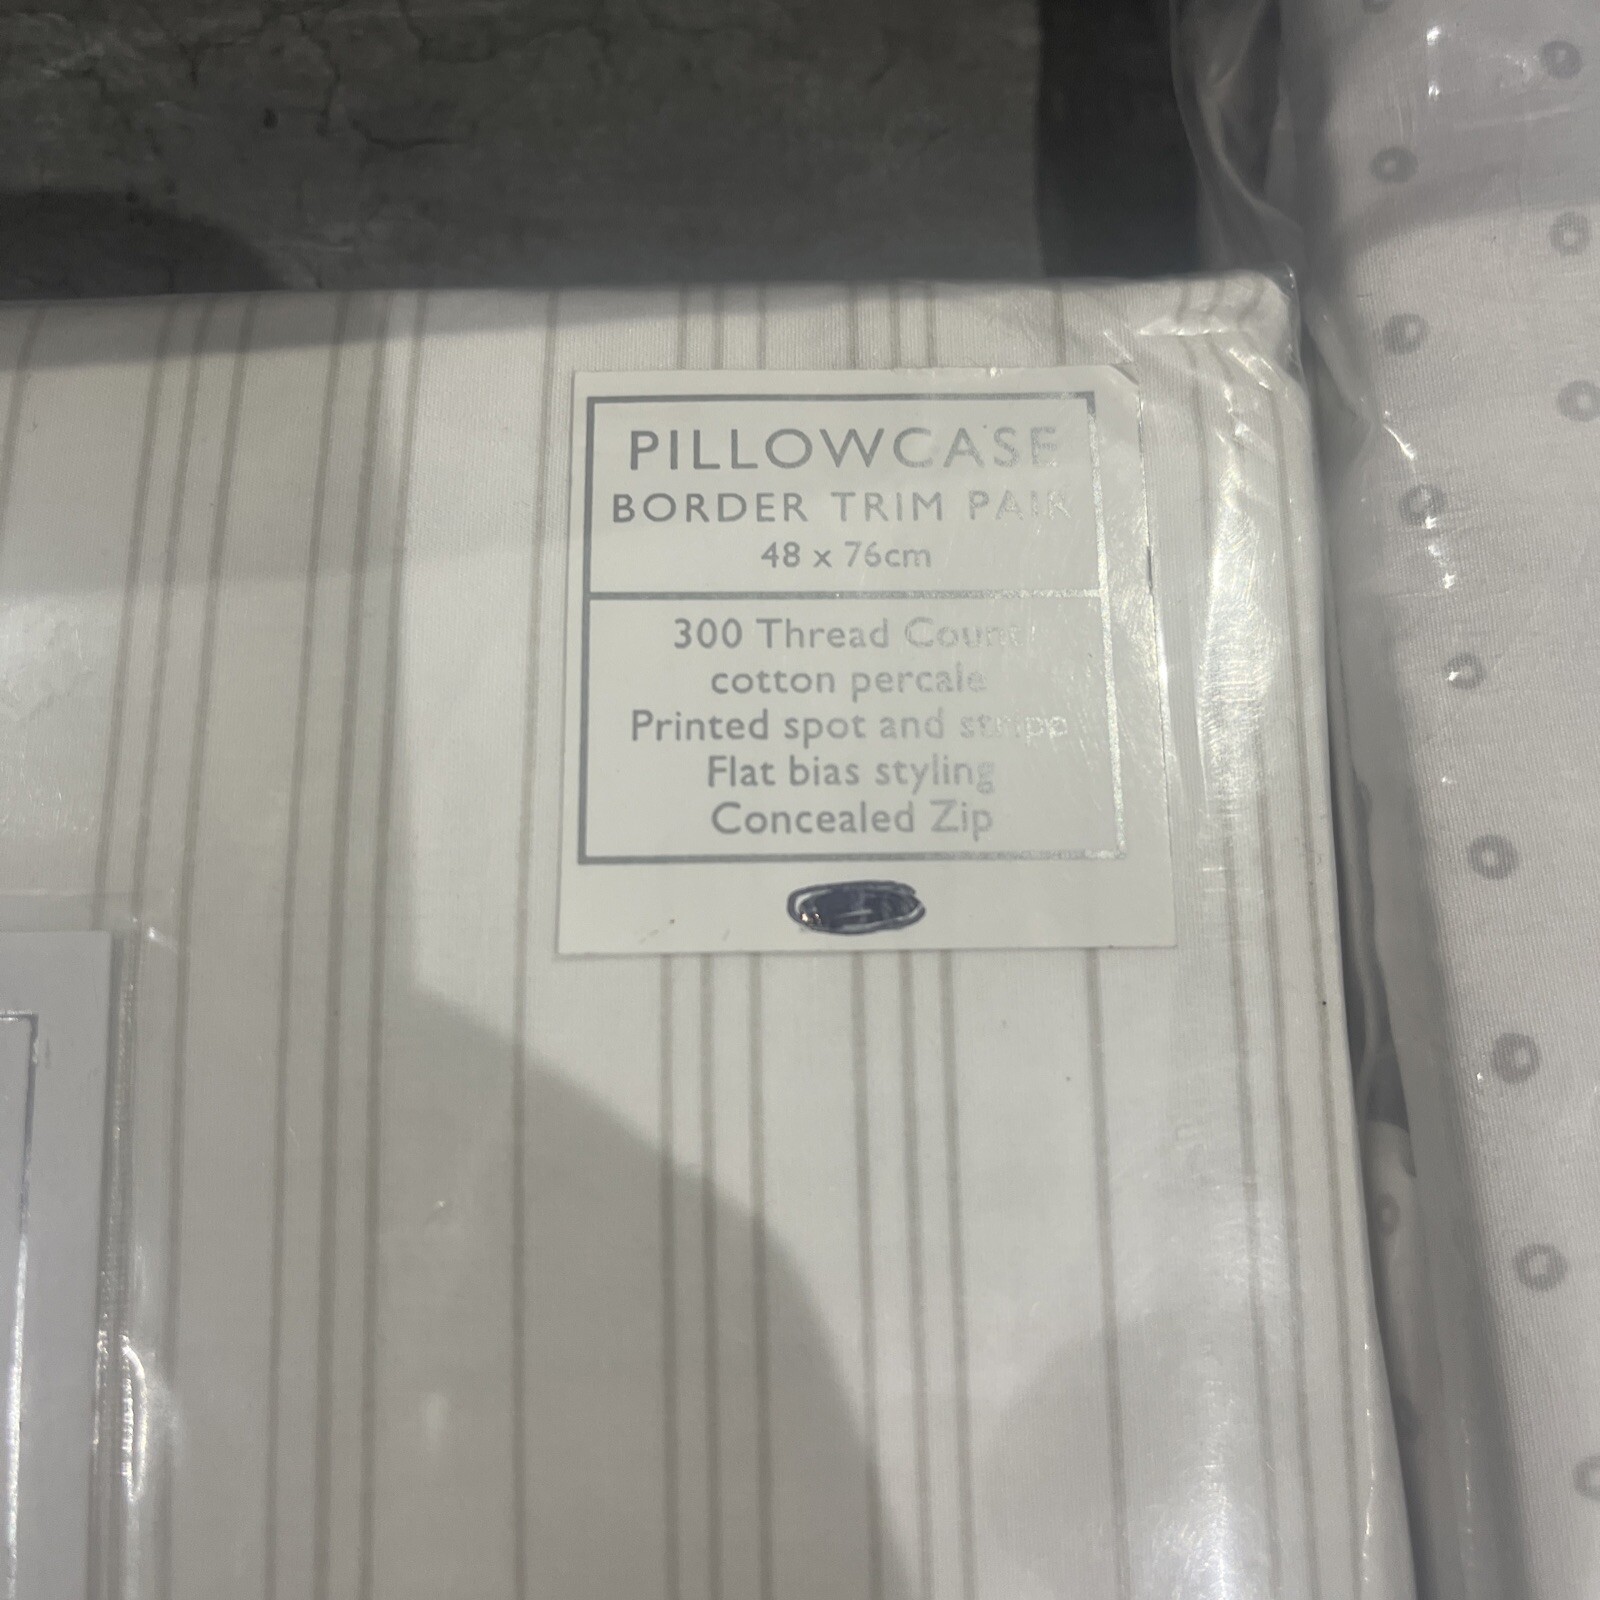 PILLOWCASE
BORDER TRIM PAIR
48 x 76cm
300 Thread Count
cotton percale
Printed spot and stripe
Flat bias styling
Concealed Zip